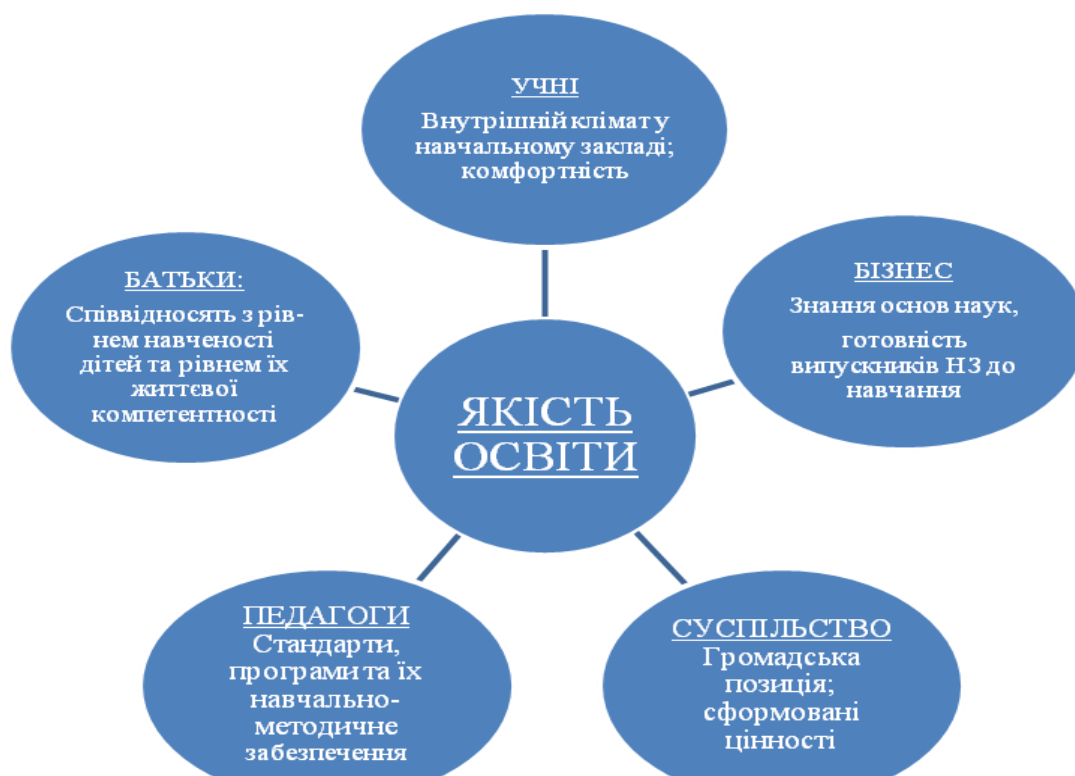 УЧНІ
Внутрішній клімат у
навчальному закладі;
комфортність
БАТЬКИ:
Співвідносять з рів-
нем навченості
дітей та рівнем їх
життєвої
компетентності
БІЗНЕС
Знання основ наук,
готовність
випускників НЗ до
навчання
ЯКІСТЬ
ОСВІТИ
ПЕДАГОГИ
Стандарти,
програми та їх
навчально-
методичне
забезпечення
СУСПІЛЬСТВО
Громадська
позиція;
сформовані
цінності